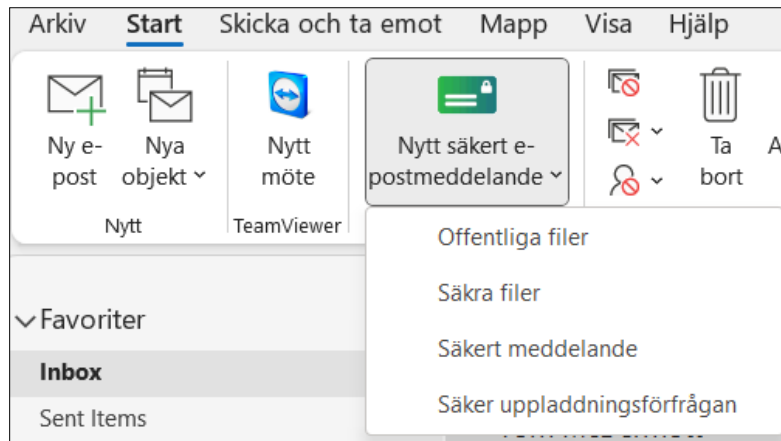 Arkiv Start Skicka och ta emot Mapp Visa Hjälp
Ny e-
post
Nya
objekt
Nytt
möte
Nytt säkert e-
postmeddelande
Ta
bort
Nytt
TeamViewer
Offentliga filer
Säkra filer
Säkert meddelande
Säker uppladdningsförfrågan
Favoriter
Inbox
Sent Items